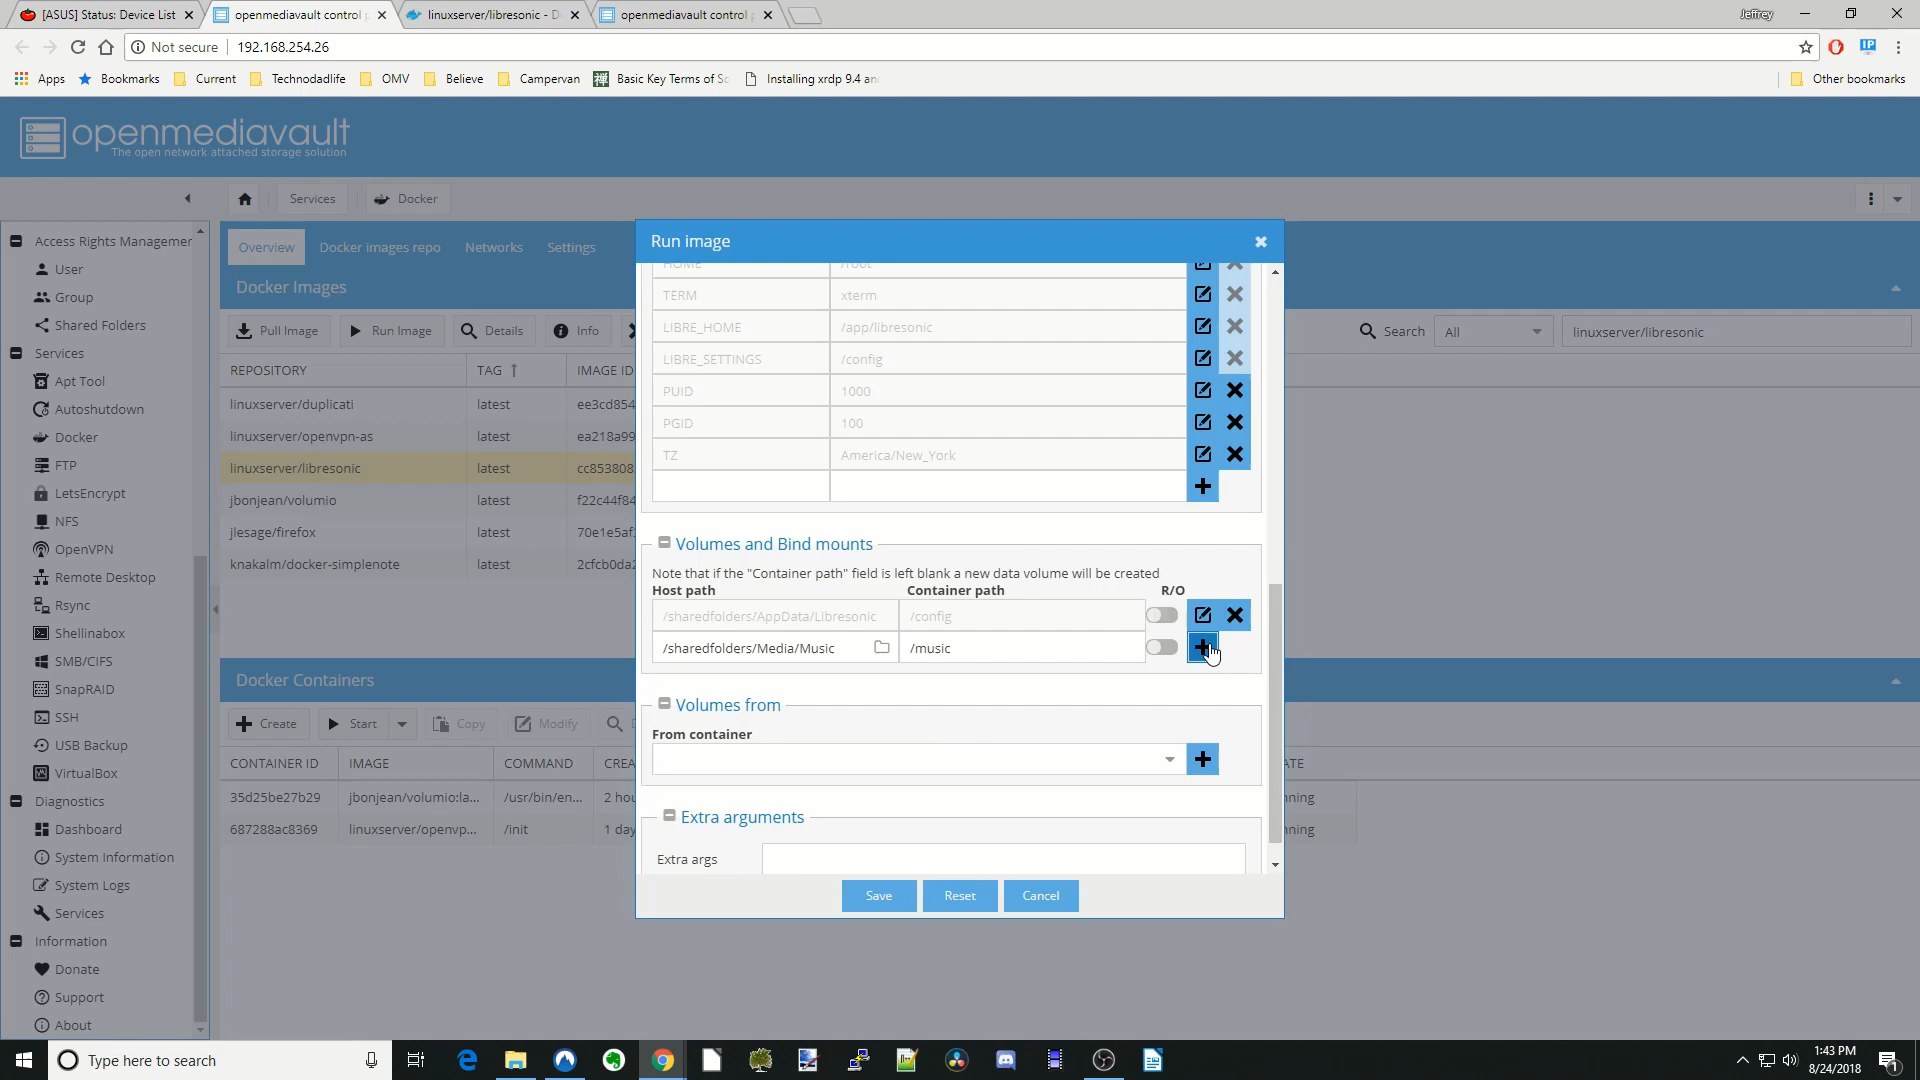 [ASUS] Status: Device List
openmediavault control p
linuxserver/libresonic - D
openmediavault control p
Jeffrey
Not secure
192.168.254.26
IP
Apps
Bookmarks
Current
Technodadlife
OMV
Believe
Campervan
Basic Key Terms of Sc
Installing xrdp 9.4 an
Other bookmarks
openmediavault
The open network attached storage solution
Services
Docker
Access Rights Managemer
User
Group
Shared Folders
Services
Apt Tool
Autoshutdown
Docker
FTP
LetsEncrypt
NFS
OpenVPN
Remote Desktop
Rsync
Shellinabox
SMB/CIFS
SnapRAID
SSH
USB Backup
VirtualBox
Diagnostics
Dashboard
System Information
System Logs
Services
Information
Donate
Support
About
Overview
Docker images repo
Networks
Settings
Docker Images
Pull Image
Run Image
Details
Info
Search
All
linuxserver/libresonic
REPOSITORY
TAG
IMAGE ID
linuxserver/duplicati
latest
ee3cd854
linuxserver/openvpn-as
latest
ea218a99
linuxserver/libresonic
latest
cc853808
jbonjean/volumio
latest
f22c44f84
jlesage/firefox
latest
70e1e5af
knakalm/docker-simplenote
latest
2cfcb0da
Docker Containers
Create
Start
Copy
Modify
D
CONTAINER ID
IMAGE
COMMAND
CREA
ATE
35d25be27b29
jbonjean/volumio:la...
/usr/bin/en...
2 hou
nning
687288ac8369
linuxserver/openvp...
/init
1 day
nning
Run image
HOME
/root
TERM
xterm
LIBRE_HOME
/app/libresonic
LIBRE_SETTINGS
/config
PUID
1000
PGID
100
TZ
America/New_York
Volumes and Bind mounts
Note that if the "Container path" field is left blank a new data volume will be created
Host path
Container path
R/O
/sharedfolders/AppData/Libresonic
/config
/sharedfolders/Media/Music
/music
Volumes from
From container
Extra arguments
Extra args
Save
Reset
Cancel
Type here to search
1:43 PM
8/24/2018
1